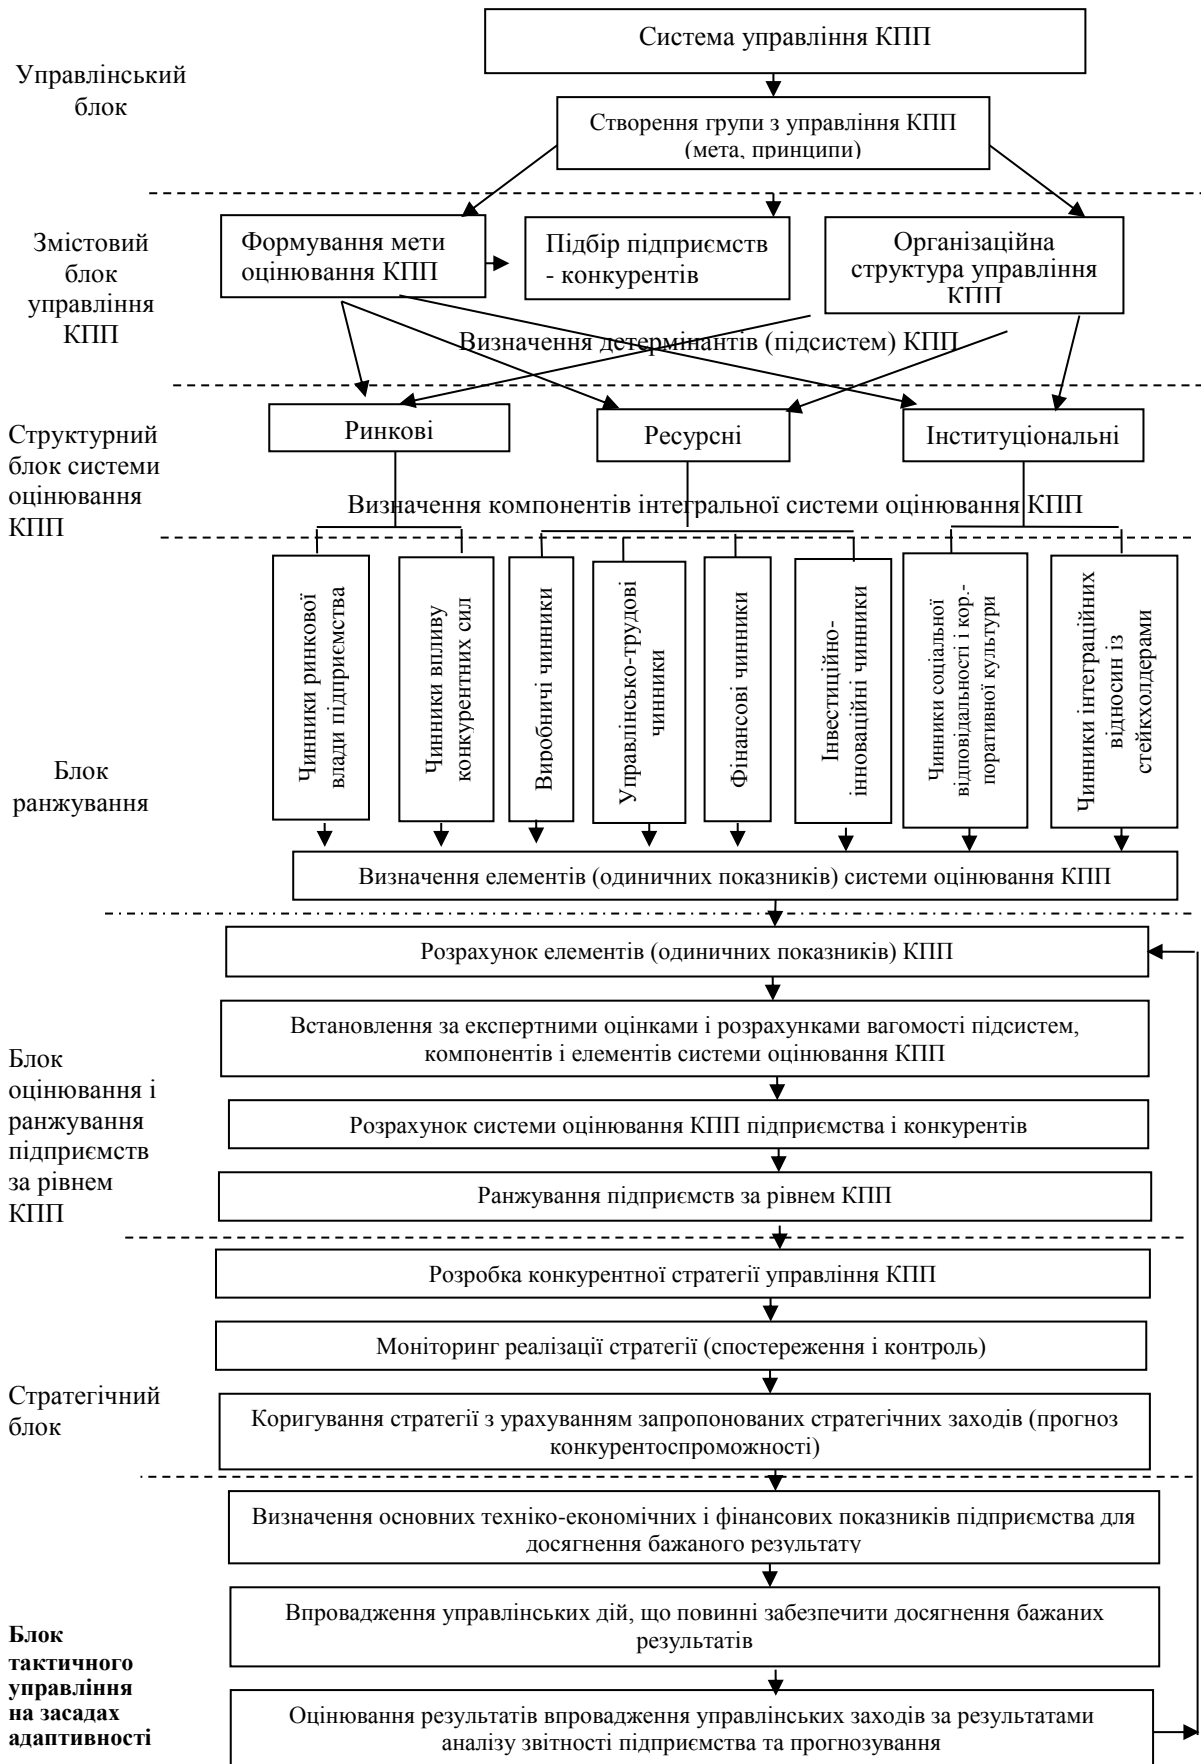 Система управління КПП
Управлінський
блок
Створення групи з управління КПП
(мета, принципи)
Змістовий
блок
управління
КПП
Формування мети
оцінювання КПП
Підбір підприємств
- конкурентів
Організаційна
структура управління
КПП
Визначення детермінантів (підсистем) КПП
Структурний
блок системи
оцінювання
КПП
Ринкові
Ресурсні
Інституціональні
Визначення компонентів інтегральної системи оцінювання КПП
Блок
ранжування
Чинники ринкової
влади підприємства
Чинники впливу
конкурентних сил
Виробничі чинники
Управлінсько-трудові
чинники
Фінансові чинники
Інвестиційно-
інноваційні чинники
Чинники соціальної
відповідальності і кор.-
поративної культури
Чинники інтеграційних
відносин із
стейкхолдерами
Визначення елементів (одиничних показників) системи оцінювання КПП
Розрахунок елементів (одиничних показників) КПП
Блок
оцінювання і
ранжування
підприємств
за рівнем
КПП
Встановлення за експертними оцінками і розрахунками вагомості підсистем,
компонентів і елементів системи оцінювання КПП
Розрахунок системи оцінювання КПП підприємства і конкурентів
Ранжування підприємств за рівнем КПП
Розробка конкурентної стратегії управління КПП
Моніторинг реалізації стратегії (спостереження і контроль)
Стратегічний
блок
Коригування стратегії з урахуванням запропонованих стратегічних заходів (прогноз
конкурентоспроможності)
Визначення основних техніко-економічних і фінансових показників підприємства для
досягнення бажаного результату
Впровадження управлінських дій, що повинні забезпечити досягнення бажаних
результатів
Блок
тактичного
управління
на засадах
адаптивності
Оцінювання результатів впровадження управлінських заходів за результатами
аналізу звітності підприємства та прогнозування